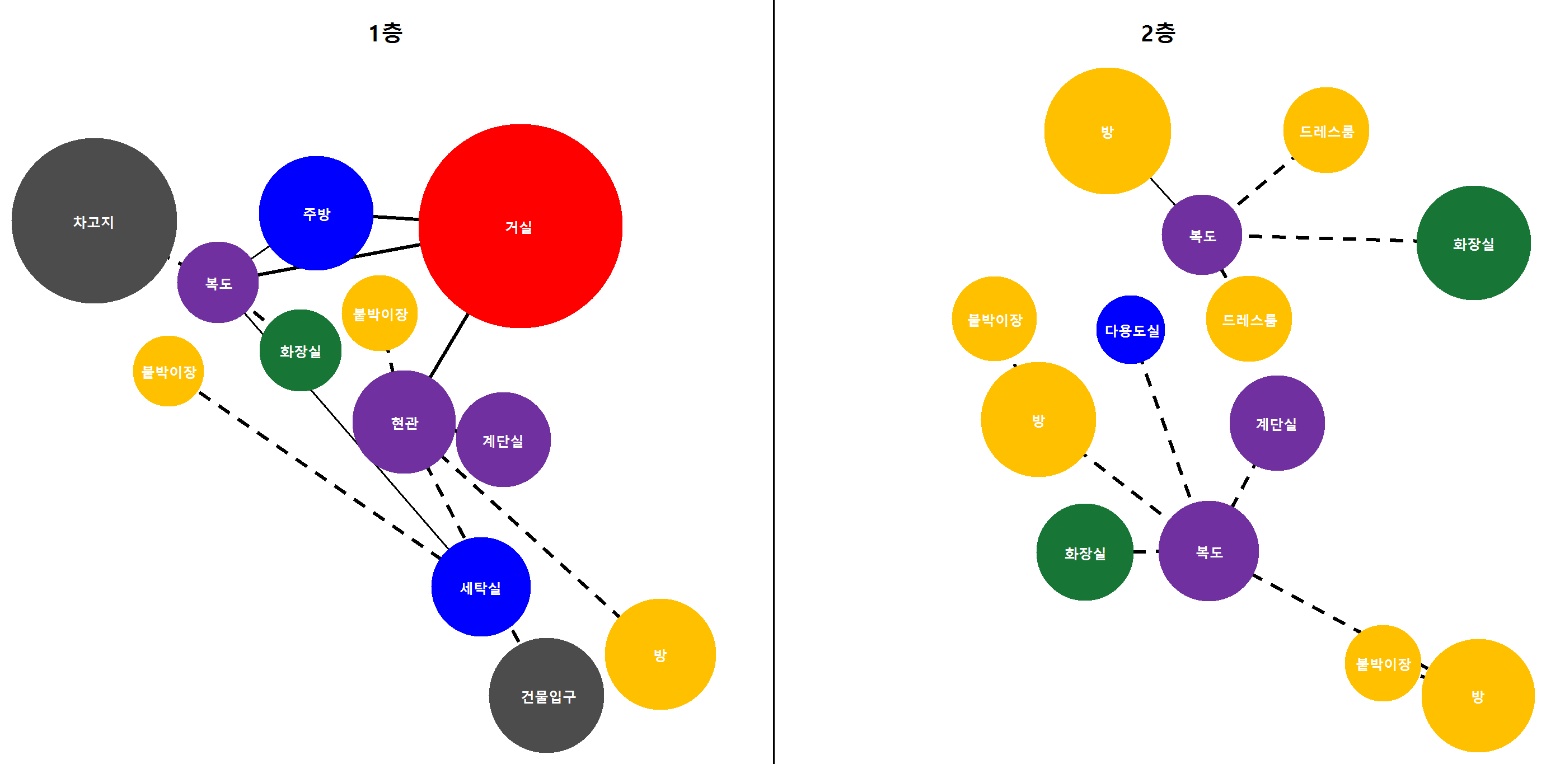 1층
차고지
주방
거실
복도
붙박이장
화장실
붙박이장
현관
계단실
세탁실
방
건물입구
2층
방
드레스룸
복도
화장실
붙박이장
다용도실
드레스룸
방
계단실
화장실
복도
붙박이장
방